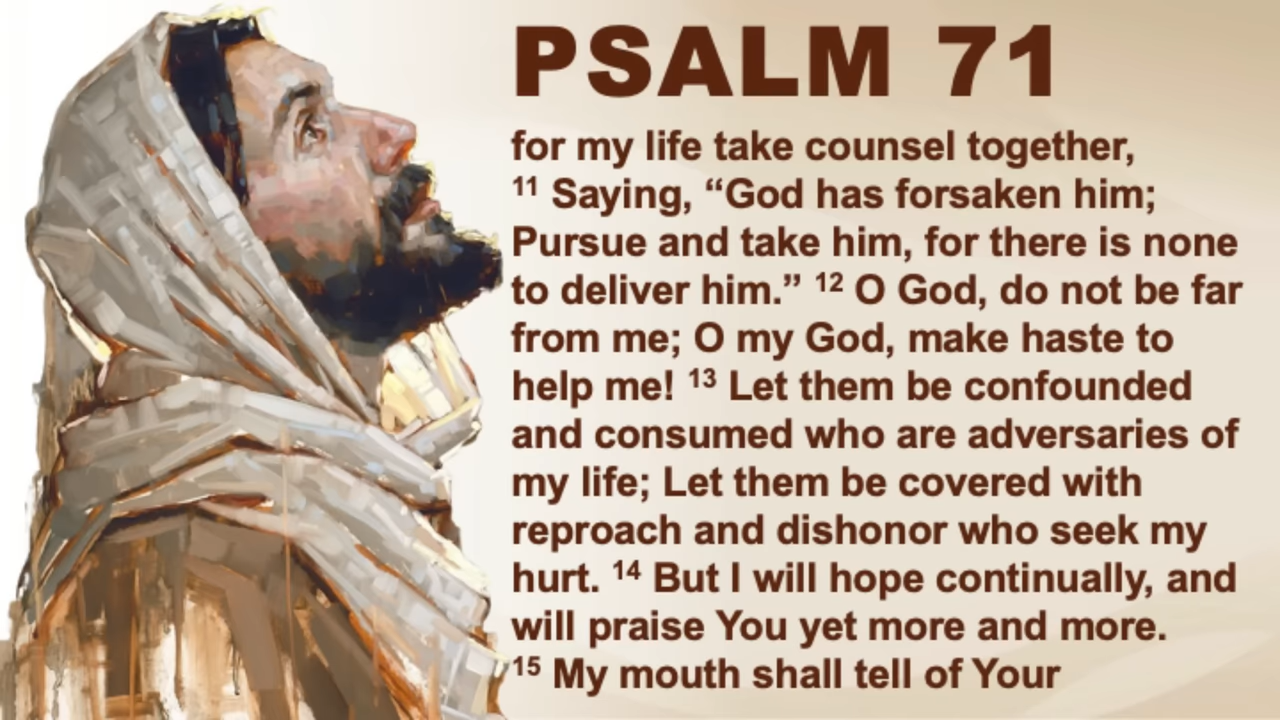 PSALM 71
for my life take counsel together,
¹¹ Saying, “God has forsaken him;
Pursue and take him, for there is none
to deliver him.” ¹² O God, do not be far
from me; O my God, make haste to
help me! ¹³ Let them be confounded
and consumed who are adversaries of
my life; Let them be covered with
reproach and dishonor who seek my
hurt. ¹⁴ But I will hope continually, and
will praise You yet more and more.
¹⁵ My mouth shall tell of Your